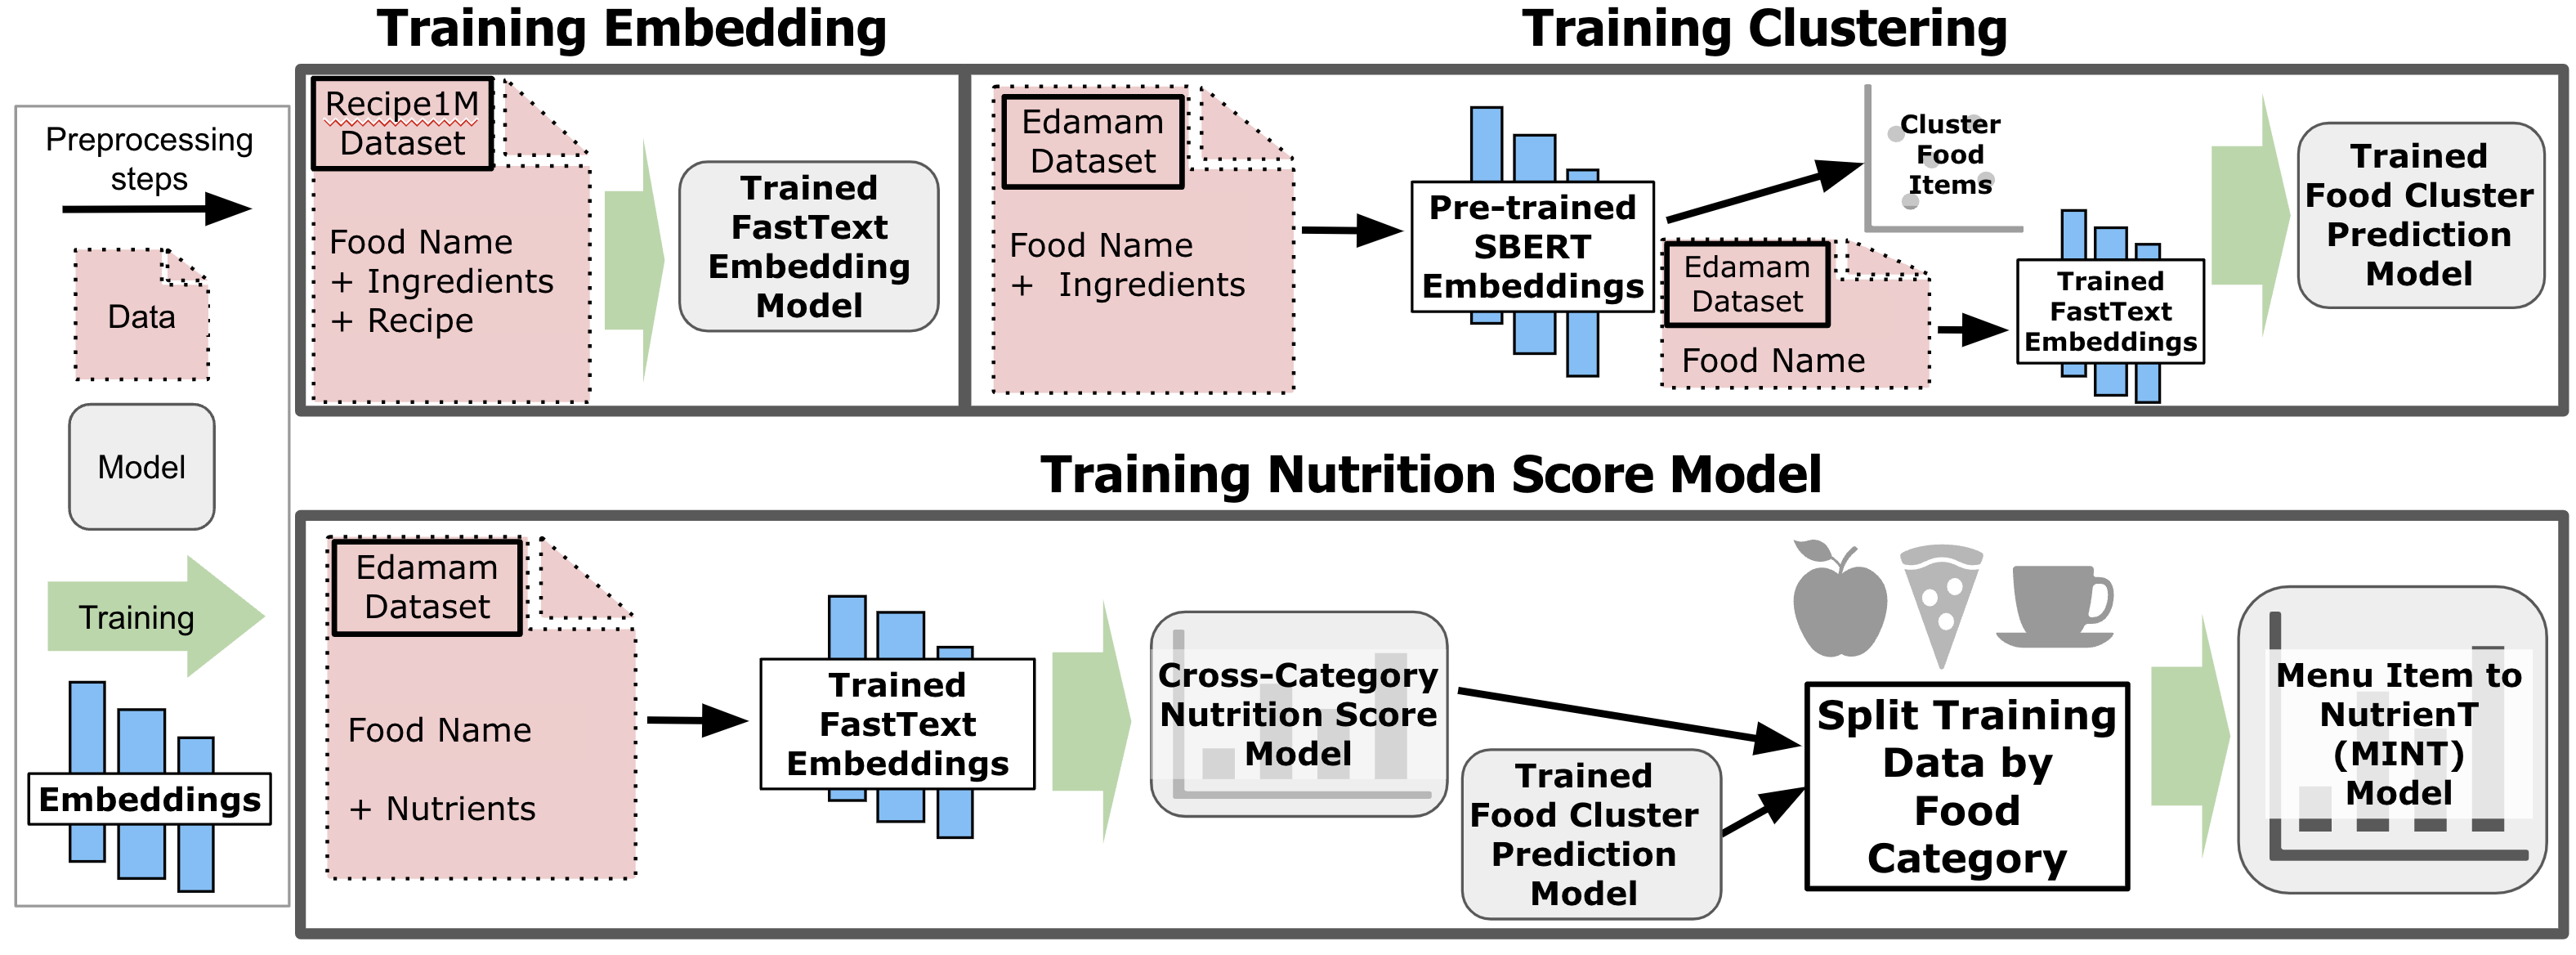 Training Embedding
Training Clustering
Preprocessing
steps
Data
Model
Training
Embeddings
Recipe1M
Dataset
Food Name
+ Ingredients
+ Recipe
Trained
FastText
Embedding
Model
Edamam
Dataset
Food Name
+ Ingredients
Pre-trained
SBERT
Embeddings
Cluster
Food
Items
Edamam
Dataset
Food Name
Trained
FastText
Embeddings
Trained
Food Cluster
Prediction
Model
Training Nutrition Score Model
Edamam
Dataset
Food Name
+ Nutrients
Trained
FastText
Embeddings
Cross-Category
Nutrition Score
Model
Trained
Food Cluster
Prediction
Model
Split Training
Data by
Food
Category
Menu Item to
NutrienT
(MINT)
Model